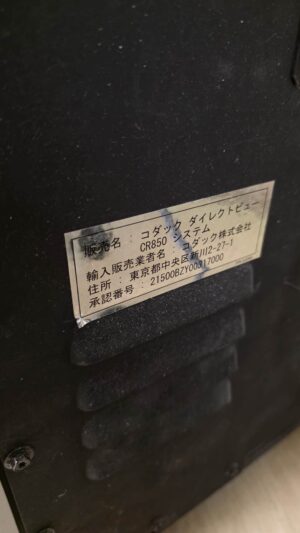 販売名 : コダック ダイレクトビュー
CR850 システム
輸入販売業者名 : コダック株式会社
住所 : 東京都中央区新川2-27-1
承認番号 : 21500BZY00317000